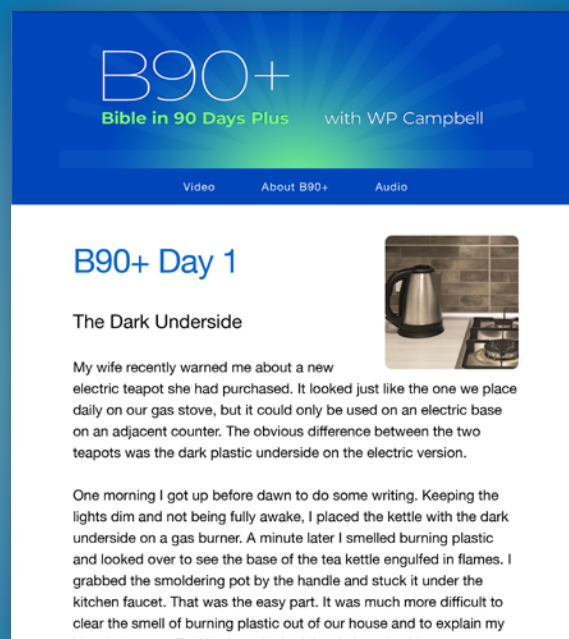 B90+
Bible in 90 Days Plus with WP Campbell
Video About B90+ Audio
B90+ Day 1
The Dark Underside
My wife recently warned me about a new
electric teapot she had purchased. It looked just like the one we place
daily on our gas stove, but it could only be used on an electric base
on an adjacent counter. The obvious difference between the two
teapots was the dark plastic underside on the electric version.
One morning I got up before dawn to do some writing. Keeping the
lights dim and not being fully awake, I placed the kettle with the dark
underside on a gas burner. A minute later I smelled burning plastic
and looked over to see the base of the tea kettle engulfed in flames. I
grabbed the smoldering pot by the handle and stuck it under the
kitchen faucet. That was the easy part. It was much more difficult to
clear the smell of burning plastic out of our house and to explain my